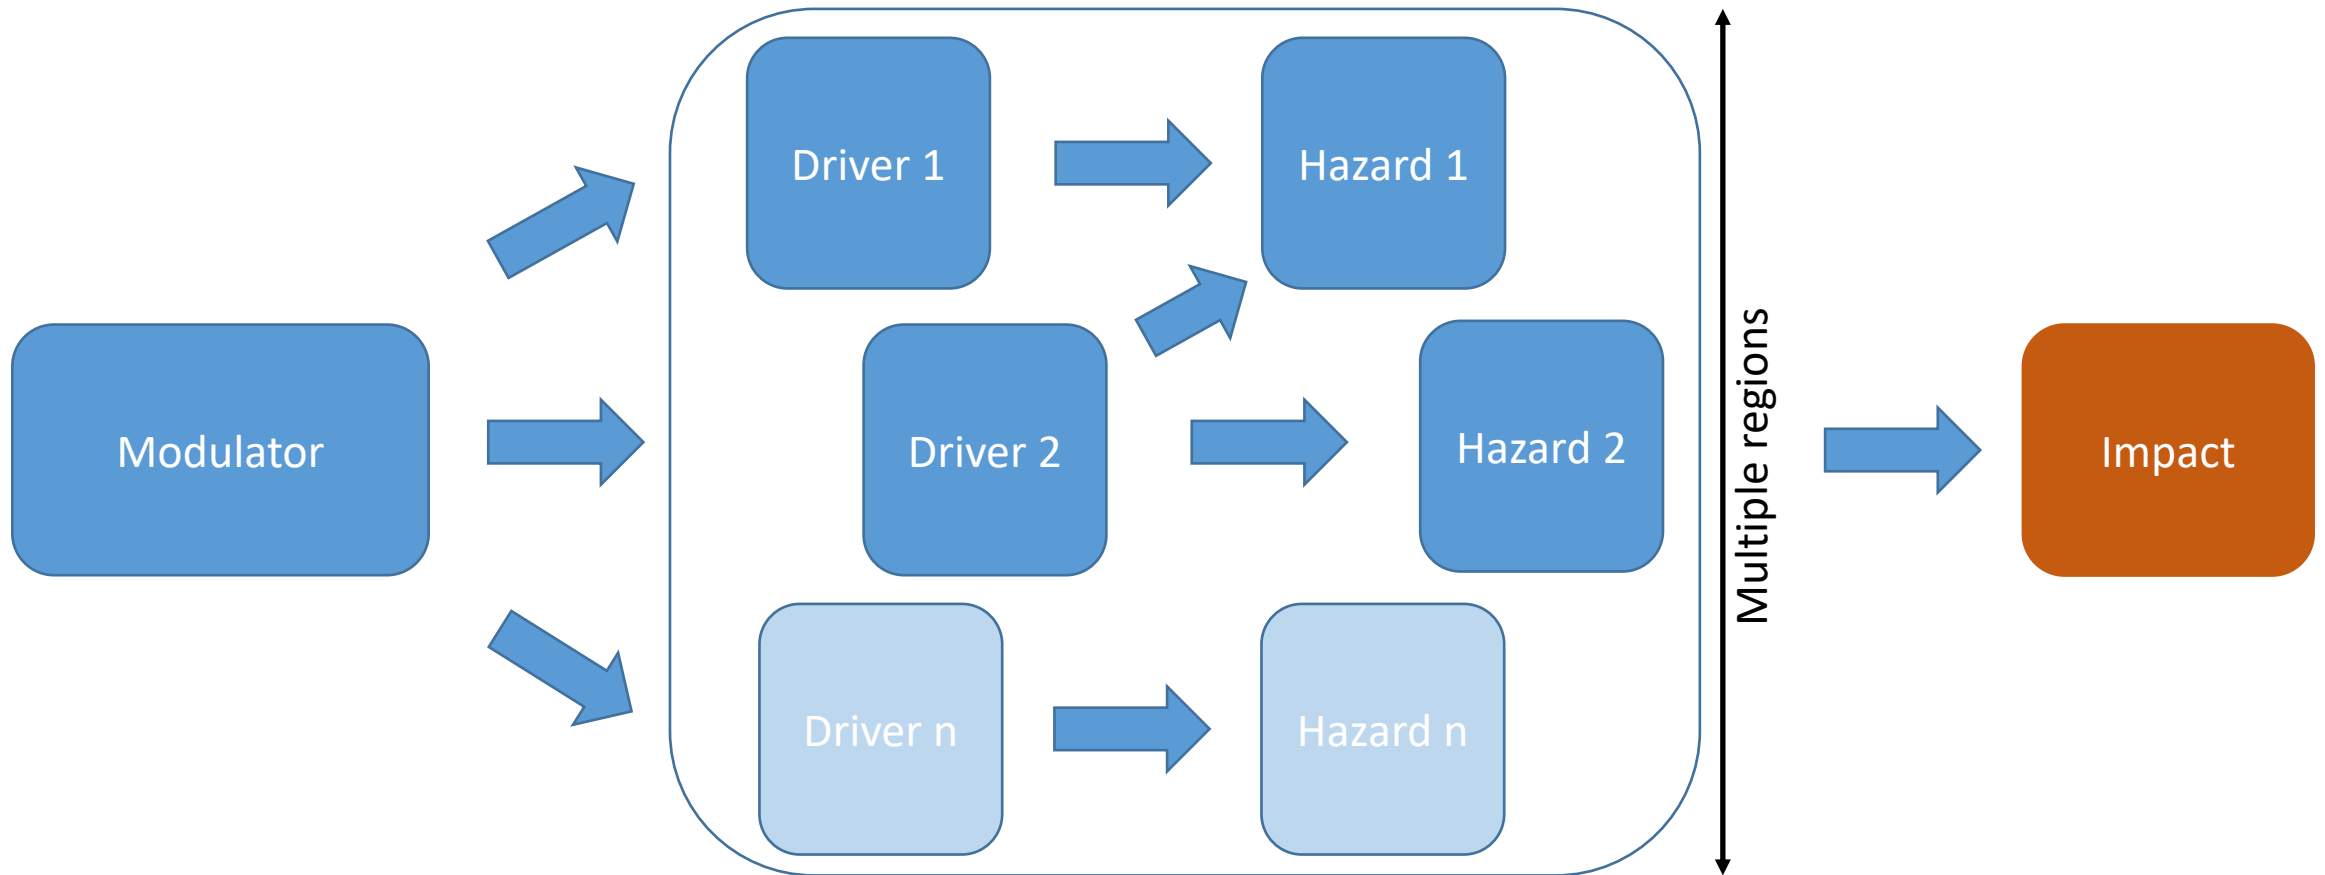 Driver 1
Hazard 1
Modulator
Driver 2
Hazard 2
Multiple regions
Impact
Driver n
Hazard n